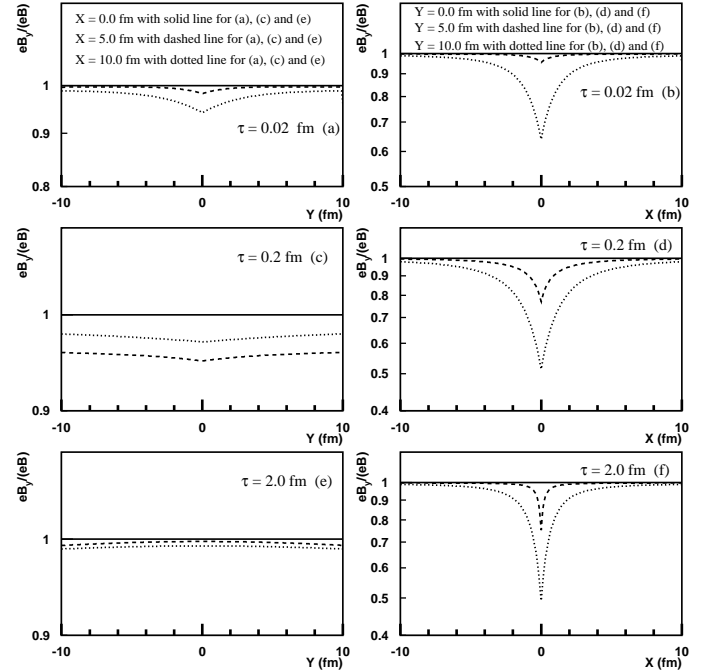 X = 0.0 fm with solid line for (a), (c) and (e)
X = 5.0 fm with dashed line for (a), (c) and (e)
X = 10.0 fm with dotted line for (a), (c) and (e)
eB_y/(eB)
1
0.9
0.8
τ = 0.02 fm (a)
-10 0 10
Y (fm)
Y = 0.0 fm with solid line for (b), (d) and (f)
Y = 5.0 fm with dashed line for (b), (d) and (f)
Y = 10.0 fm with dotted line for (b), (d) and (f)
eB_y/(eB)
1
0.9
0.8
0.7
0.6
0.5
τ = 0.02 fm (b)
-10 0 10
X (fm)
eB_y/(eB)
τ = 0.2 fm (c)
1
0.9
-10 0 10
Y (fm)
eB_y/(eB)
τ = 0.2 fm (d)
1
0.9
0.8
0.7
0.6
0.5
0.4
-10 0 10
X (fm)
eB_y/(eB)
τ = 2.0 fm (e)
1
0.9
-10 0 10
Y (fm)
eB_y/(eB)
τ = 2.0 fm (f)
1
0.9
0.8
0.7
0.6
0.5
0.4
-10 0 10
X (fm)